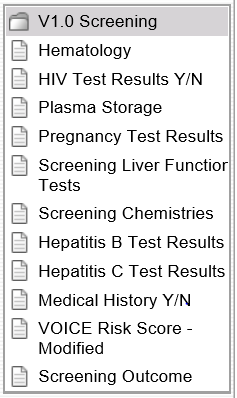 V1.0 Screening
Hematology
HIV Test Results Y/N
Plasma Storage
Pregnancy Test Results
Screening Liver Function
Tests
Screening Chemistries
Hepatitis B Test Results
Hepatitis C Test Results
Medical History Y/N
VOICE Risk Score -
Modified
Screening Outcome